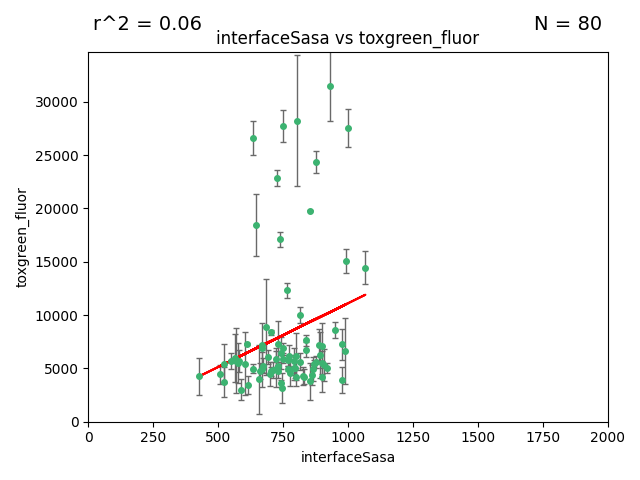 r^2 = 0.06
N = 80
interfaceSasa vs toxgreen_fluor
30000
25000
20000
15000
10000
5000
0
toxgreen_fluor
0 250 500 750 1000 1250 1500 1750 2000
interfaceSasa